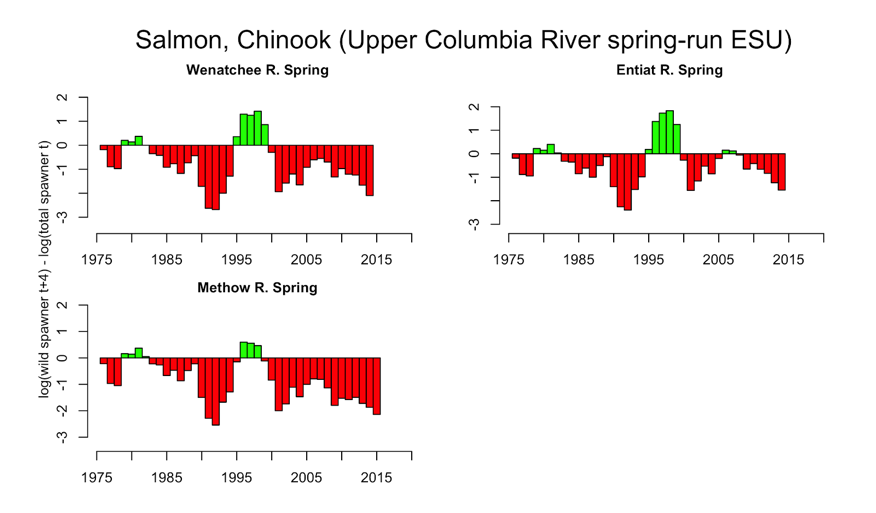 Salmon, Chinook (Upper Columbia River spring-run ESU)
Wenatchee R. Spring
Entiat R. Spring
2
1
0
-1
-3
1975 1985 1995 2005 2015
2
1
0
-1
-3
1975 1985 1995 2005 2015
Methow R. Spring
2
1
0
-1
-2
-3
1975 1985 1995 2005 2015
log(wild spawner t+4) - log(total spawner t)